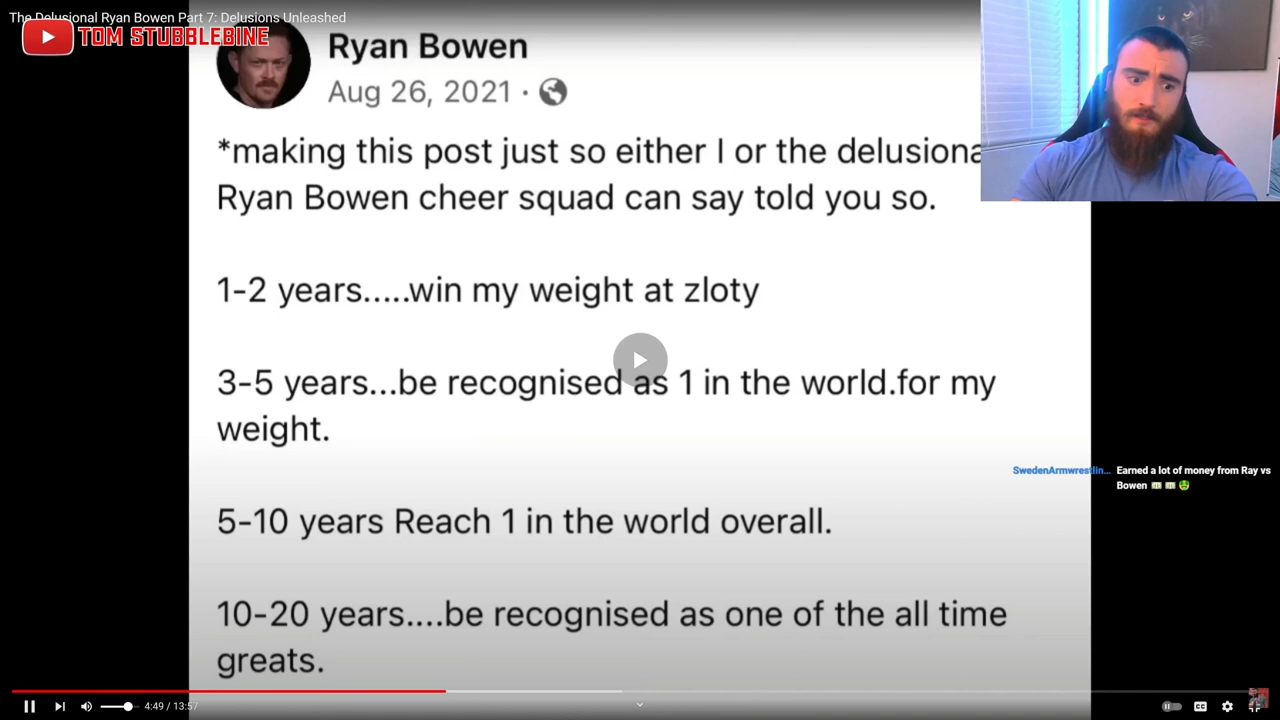 The Delusional Ryan Bowen Part 7: Delusions Unleashed
TOM STUBBLEBINE
Ryan Bowen
Aug 26, 2021 ·
*making this post just so either I or the delusiona
Ryan Bowen cheer squad can say told you so.
1-2 years.....win my weight at zloty
3-5 years...be recognised as 1 in the world.for my
weight.
5-10 years Reach 1 in the world overall.
10-20 years....be recognised as one of the all time
greats.
SwedenArmwrestlin... Earned a lot of money from Ray vs
Bowen
4:49 / 13:57
CC